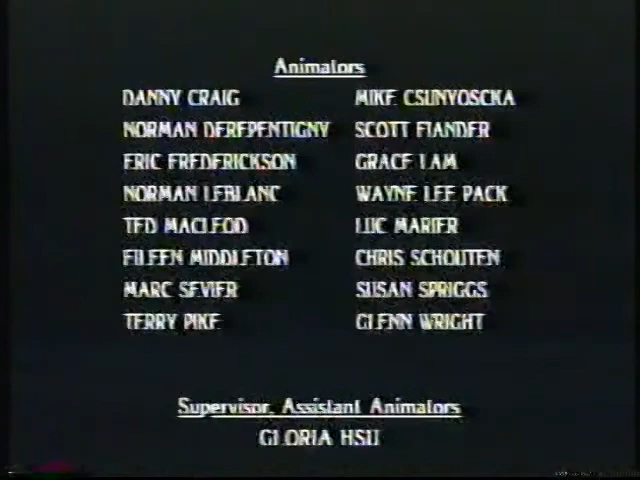 Animators
DANNY CRAIG MIKE CSUNYOSCKA
NORMAN DEREPENTIGNY SCOTT FIANDER
ERIC FREDERICKSON GRACE LAM
NORMAN LEBLANC WAYNE LEE PACK
TED MACLEOD LUC MARIER
EILEEN MIDDLETON CHRIS SCHOUTEN
MARC SEVIER SUSAN SPRIGGS
TERRY PIKE GLENN WRIGHT
Supervisor, Assistant Animators
GLORIA HSU